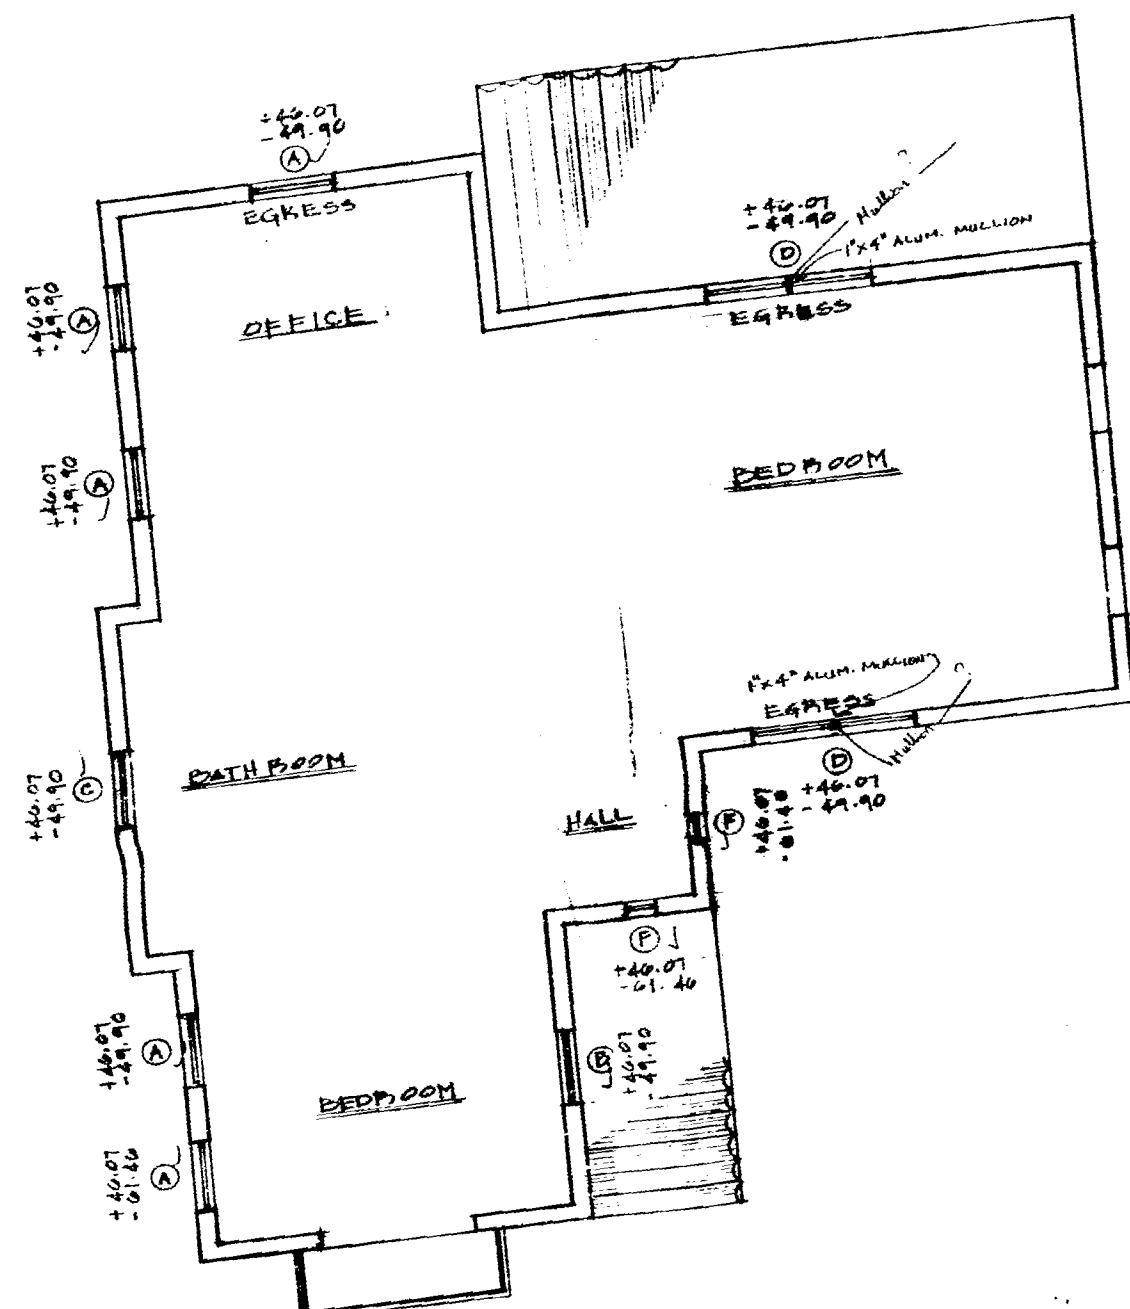 +46.07
-49.90
A
EGRESS
+46.07
-49.90
D
Mullion
1"x4" ALUM. MULLION
EGRESS
+46.07
-49.90
A
OFFICE
+46.07
-49.90
A
BEDROOM
1"x4" ALUM. MULLION
EGRESS
Mullion
D
+46.07
-49.90
+46.07
-49.90
C
BATHROOM
HALL
F
+46.07
F
+46.07
-61.46
+46.07
-49.90
A
B
+46.07
-49.90
BEDROOM
+46.07
-61.46
A